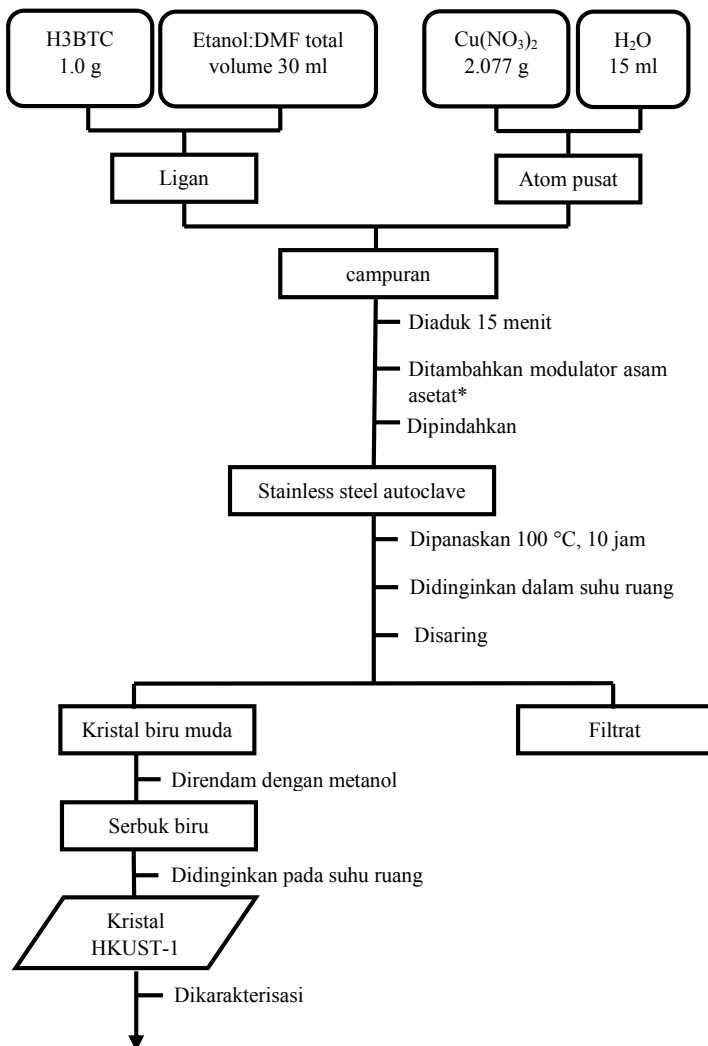 H3BTC
1.0 g
Etanol:DMF total
volume 30 ml
Cu(NO₃)₂
2.077 g
H₂O
15 ml
Ligan
Atom pusat
campuran
Diaduk 15 menit
Ditambahkan modulator asam
asetat*
Dipindahkan
Stainless steel autoclave
Dipanaskan 100 °C, 10 jam
Didinginkan dalam suhu ruang
Disaring
Kristal biru muda
Filtrat
Direndam dengan metanol
Serbuk biru
Didinginkan pada suhu ruang
Kristal
HKUST-1
Dikarakterisasi